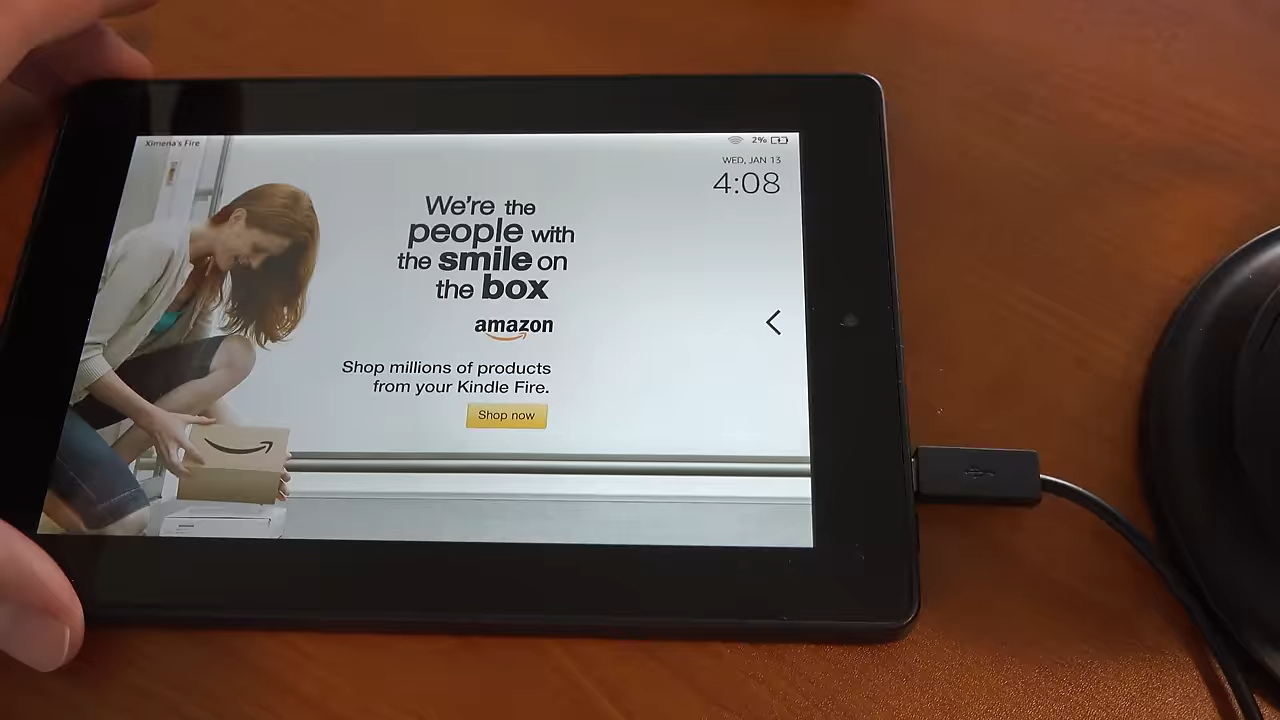 Ximena's Fire
2%
WED, JAN 13
4:08
We're the
people with
the smile on
the box
amazon
Shop millions of products
from your Kindle Fire.
Shop now